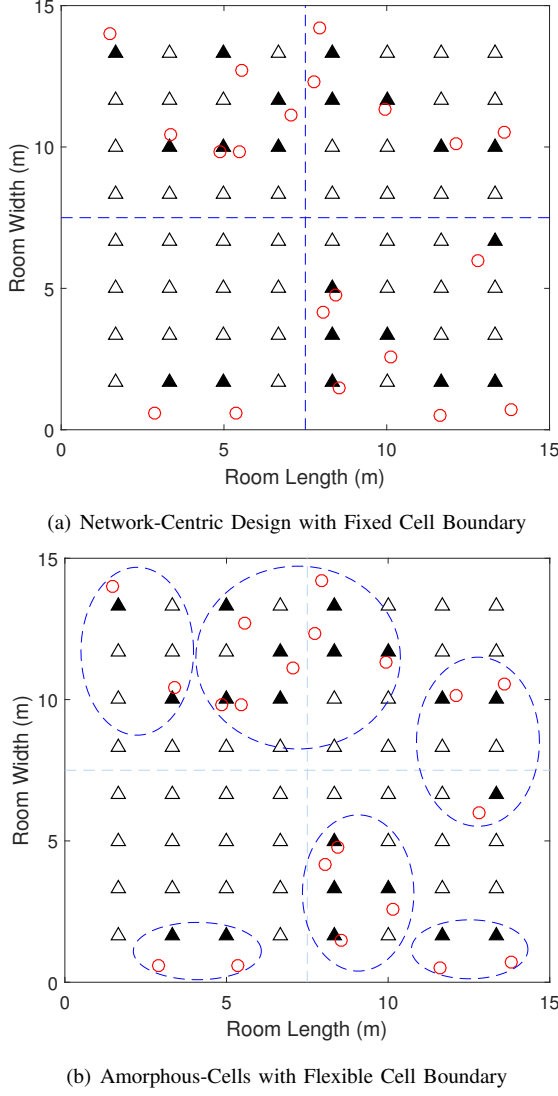 15
10
5
0
Room Width (m)
0 5 10 15
Room Length (m)
(a) Network-Centric Design with Fixed Cell Boundary
15
10
5
0
Room Width (m)
0 5 10 15
Room Length (m)
(b) Amorphous-Cells with Flexible Cell Boundary